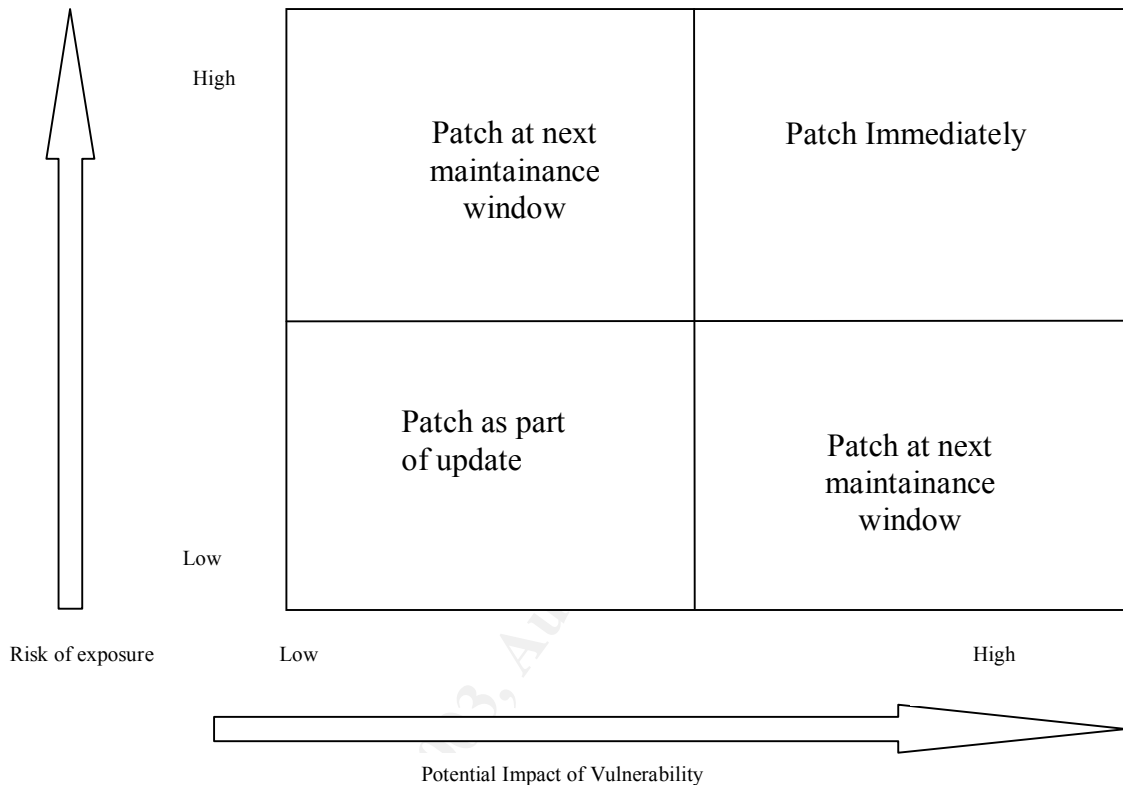 High
Patch at next
maintainance
window
Patch Immediately
Patch as part
of update
Patch at next
maintainance
window
Low
Risk of exposure
Low
High
Potential Impact of Vulnerability